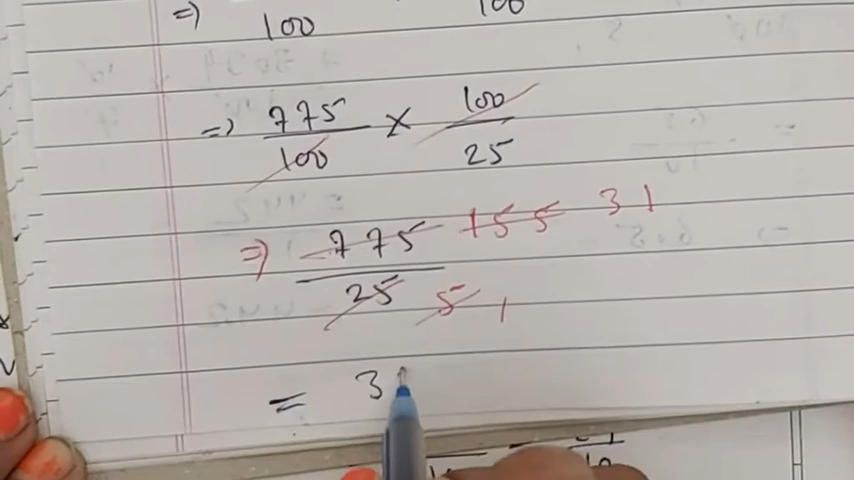 => 100 100
=> 775/100 × 100/25
=> 775/25 155/5 31/1
= 3